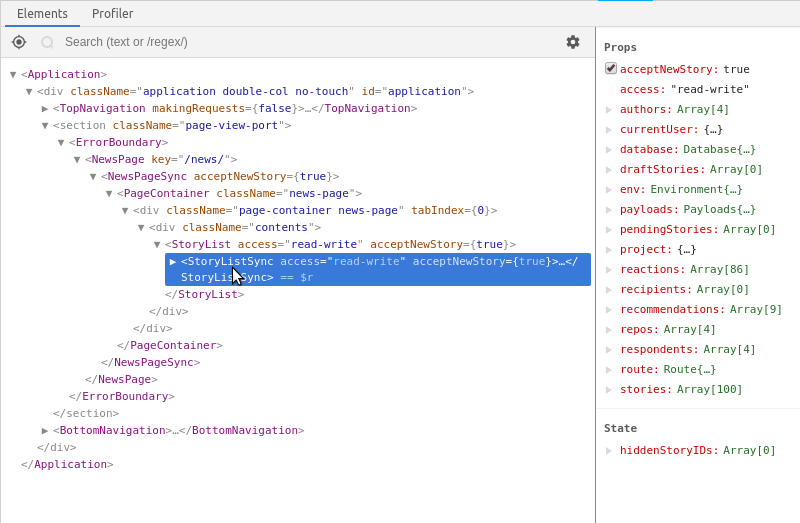 Elements Profiler
Search (text or /regex/)
▼<Application>
▼<div className="application double-col no-touch" id="application">
▶<TopNavigation makingRequests={false}>…</TopNavigation>
▼<section className="page-view-port">
▼<ErrorBoundary>
▼<NewsPage key="/news/">
▼<NewsPageSync acceptNewStory={true}>
▼<PageContainer className="news-page">
▼<div className="page-container news-page" tabIndex={0}>
▼<div className="contents">
▼<StoryList access="read-write" acceptNewStory={true}>
▶<StoryListSync access="read-write" acceptNewStory={true}>…</
StoryListSync> == $r
</StoryList>
</div>
</div>
</PageContainer>
</NewsPageSync>
</NewsPage>
</ErrorBoundary>
</section>
▶<BottomNavigation>…</BottomNavigation>
</div>
</Application>
Props
acceptNewStory: true
access: "read-write"
authors: Array[4]
currentUser: {…}
database: Database{…}
draftStories: Array[0]
env: Environment{…}
payloads: Payloads{…}
pendingStories: Array[0]
project: {…}
reactions: Array[86]
recipients: Array[0]
recommendations: Array[9]
repos: Array[4]
respondents: Array[4]
route: Route{…}
stories: Array[100]
State
hiddenStoryIDs: Array[0]